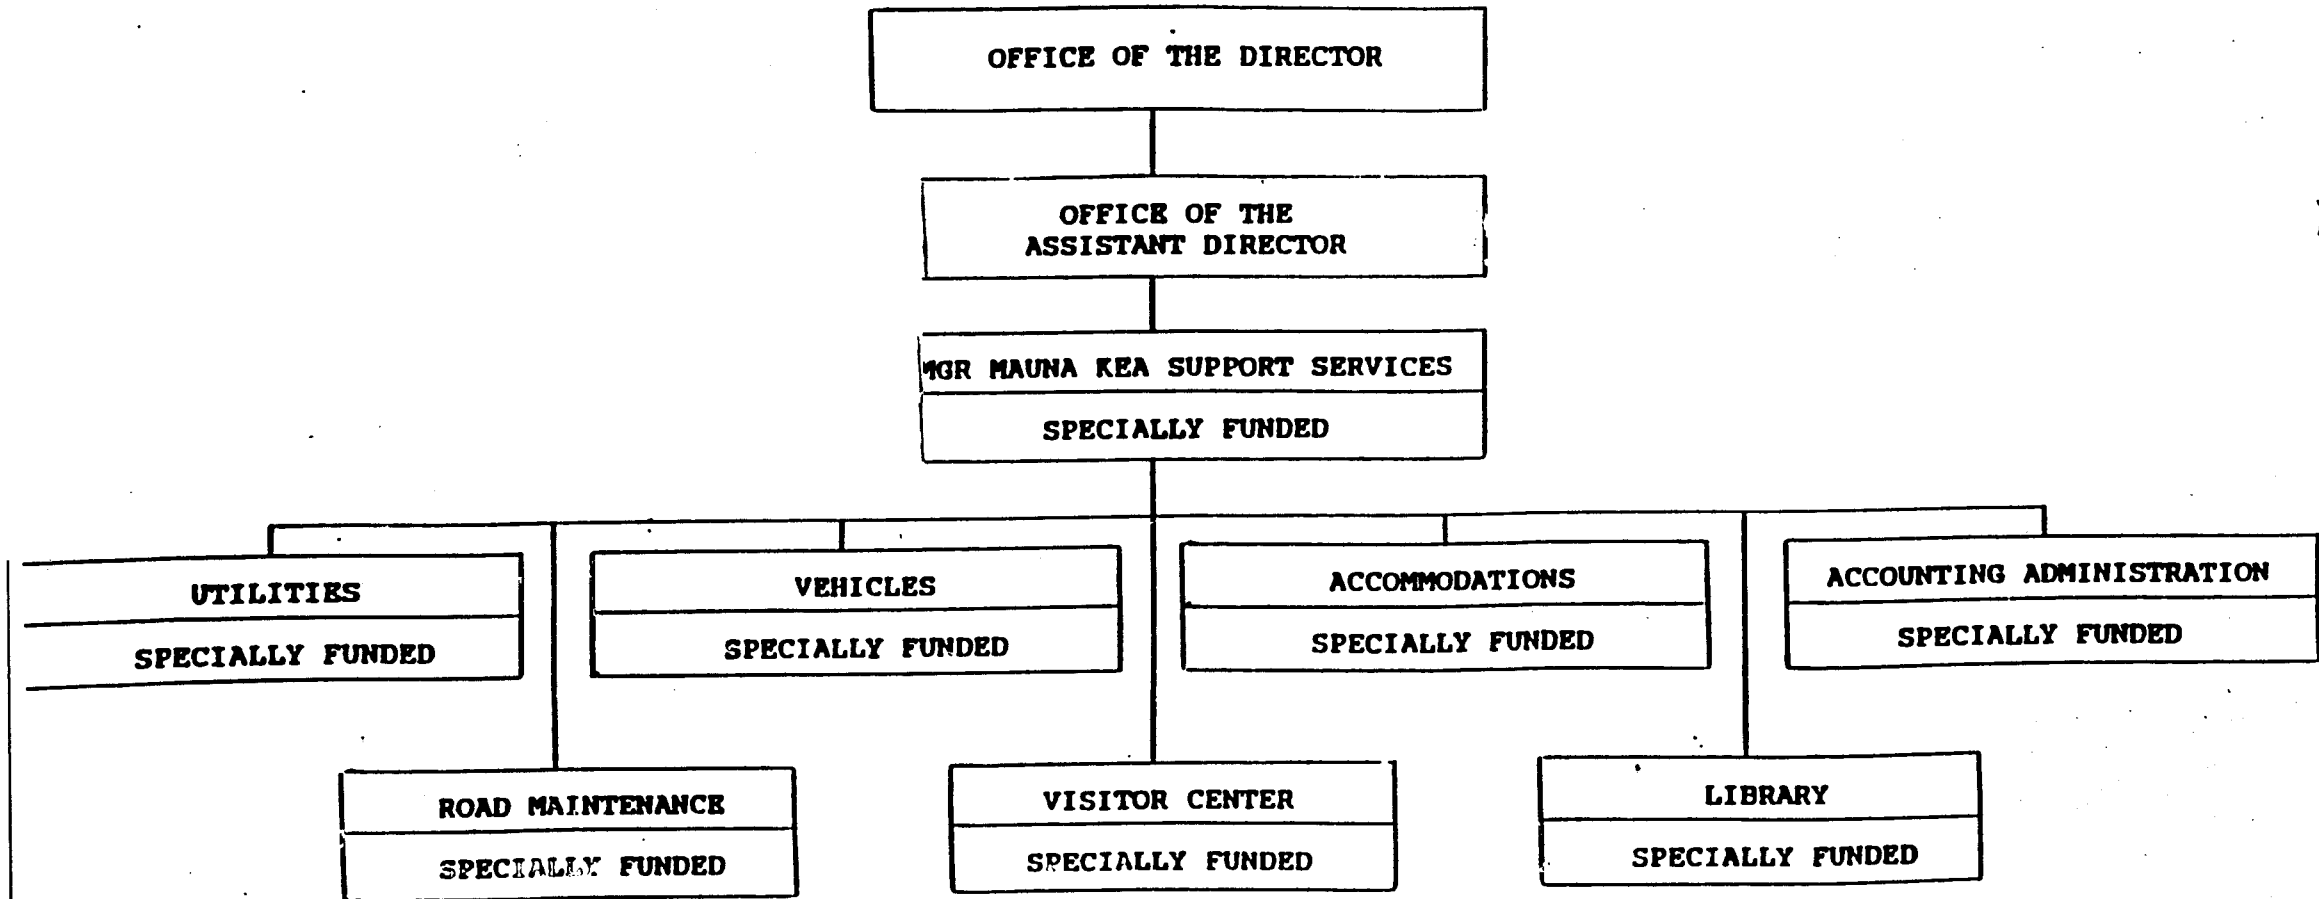 OFFICE OF THE DIRECTOR
OFFICE OF THE
ASSISTANT DIRECTOR
MGR MAUNA KEA SUPPORT SERVICES
SPECIALLY FUNDED
UTILITIES
SPECIALLY FUNDED
VEHICLES
SPECIALLY FUNDED
ACCOMMODATIONS
SPECIALLY FUNDED
ACCOUNTING ADMINISTRATION
SPECIALLY FUNDED
ROAD MAINTENANCE
SPECIALLY FUNDED
VISITOR CENTER
SPECIALLY FUNDED
LIBRARY
SPECIALLY FUNDED